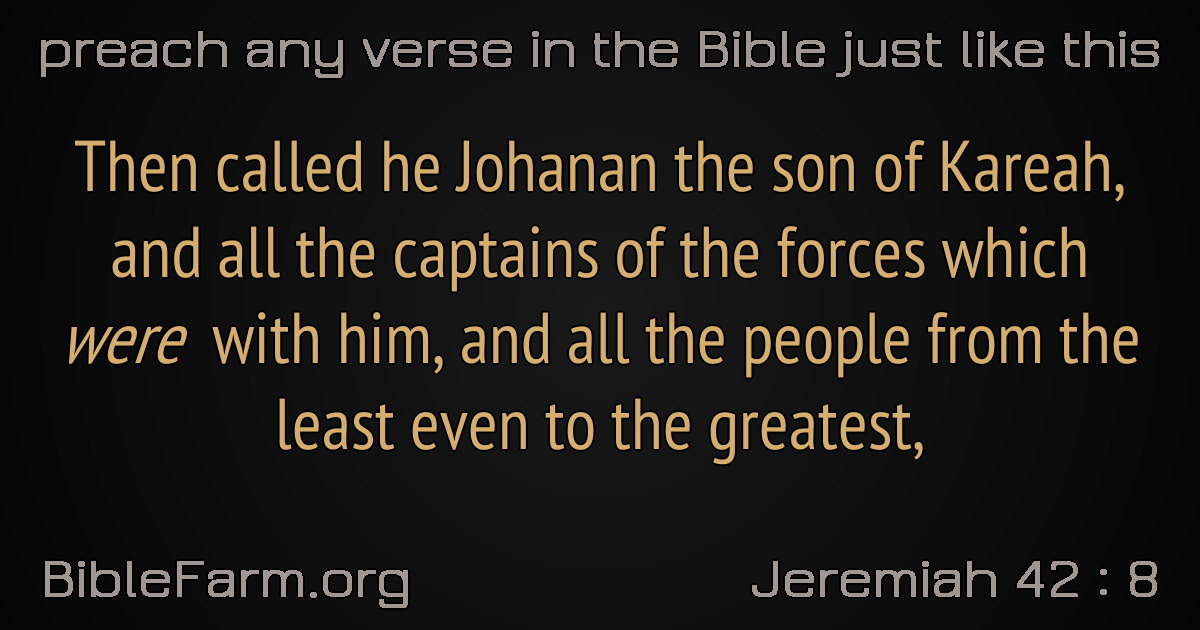 preach any verse in the Bible just like this
Then called he Johanan the son of Kareah,
and all the captains of the forces which
were with him, and all the people from the
least even to the greatest,
BibleFarm.org
Jeremiah 42 : 8